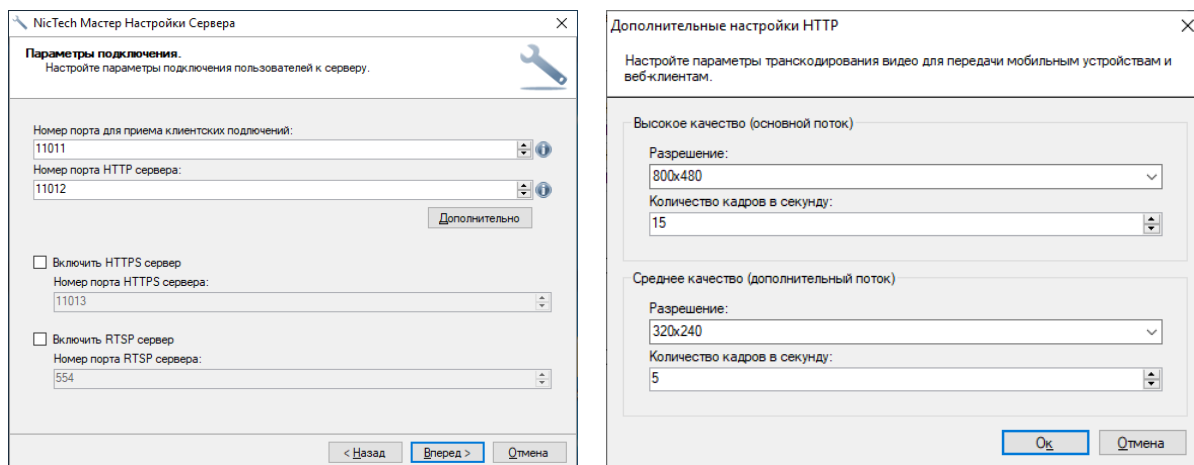 NicTech Мастер Настройки Сервера
Параметры подключения.
Настройте параметры подключения пользователей к серверу.
Номер порта для приема клиентских подлючений:
11011
Номер порта HTTP сервера:
11012
Дополнительно
Включить HTTPS сервер
Номер порта HTTPS сервера:
11013
Включить RTSP сервер
Номер порта RTSP сервера:
554
< Назад
Вперед >
Отмена
Дополнительные настройки HTTP
Настройте параметры транскодирования видео для передачи мобильным устройствам и
веб-клиентам.
Высокое качество (основной поток)
Разрешение:
800x480
Количество кадров в секунду:
15
Среднее качество (дополнительный поток)
Разрешение:
320x240
Количество кадров в секунду:
5
Ок
Отмена